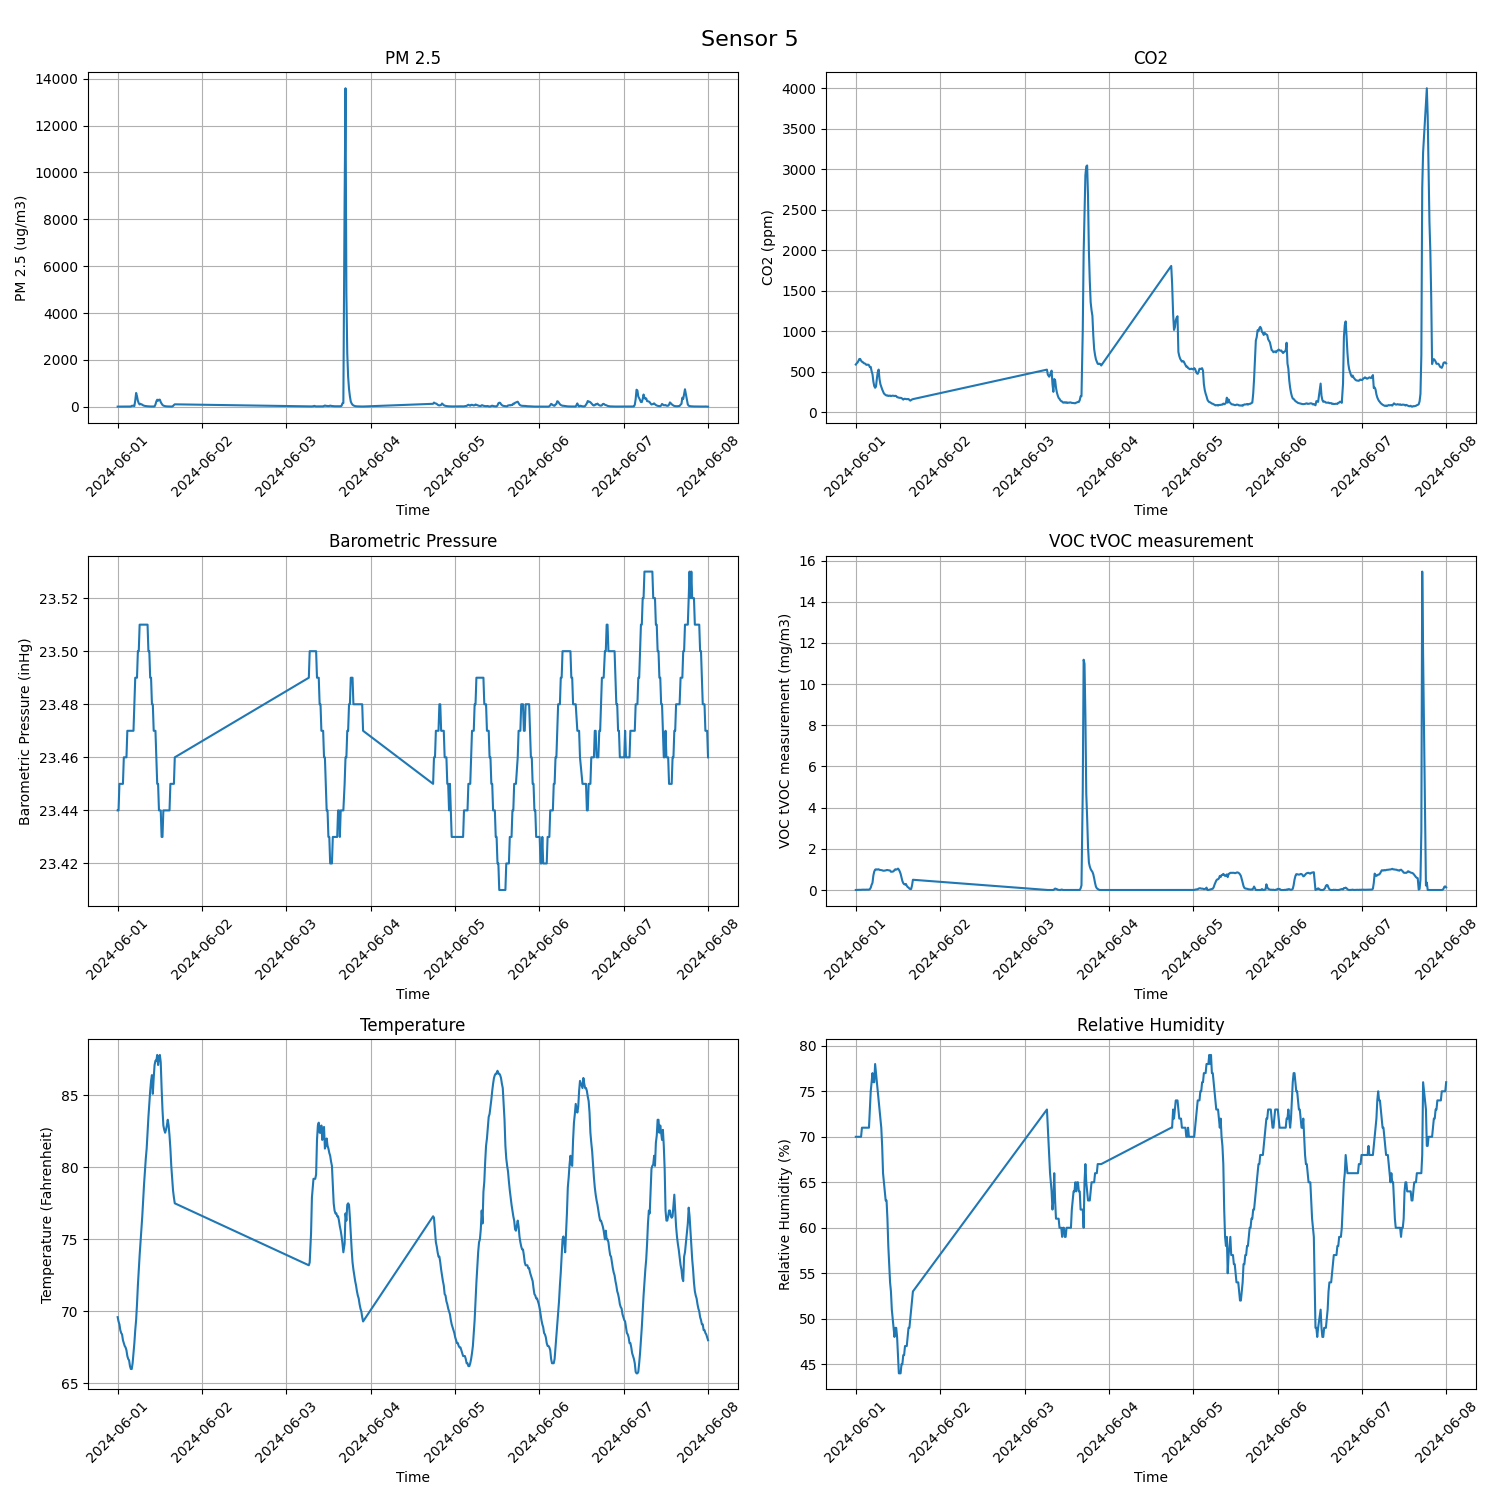 Sensor 5
PM 2.5
PM 2.5 (ug/m3)
14000
12000
10000
8000
6000
4000
2000
0
2024-06-01 2024-06-02 2024-06-03 2024-06-04 2024-06-05 2024-06-06 2024-06-07 2024-06-08
Time
CO2
CO2 (ppm)
4000
3500
3000
2500
2000
1500
1000
500
0
2024-06-01 2024-06-02 2024-06-03 2024-06-04 2024-06-05 2024-06-06 2024-06-07 2024-06-08
Time
Barometric Pressure
Barometric Pressure (inHg)
23.52
23.50
23.48
23.46
23.44
23.42
2024-06-01 2024-06-02 2024-06-03 2024-06-04 2024-06-05 2024-06-06 2024-06-07 2024-06-08
Time
VOC tVOC measurement
VOC tVOC measurement (mg/m3)
16
14
12
10
8
6
4
2
0
2024-06-01 2024-06-02 2024-06-03 2024-06-04 2024-06-05 2024-06-06 2024-06-07 2024-06-08
Time
Temperature
Temperature (Fahrenheit)
85
80
75
70
65
2024-06-01 2024-06-02 2024-06-03 2024-06-04 2024-06-05 2024-06-06 2024-06-07 2024-06-08
Time
Relative Humidity
Relative Humidity (%)
80
75
70
65
60
55
50
45
2024-06-01 2024-06-02 2024-06-03 2024-06-04 2024-06-05 2024-06-06 2024-06-07 2024-06-08
Time